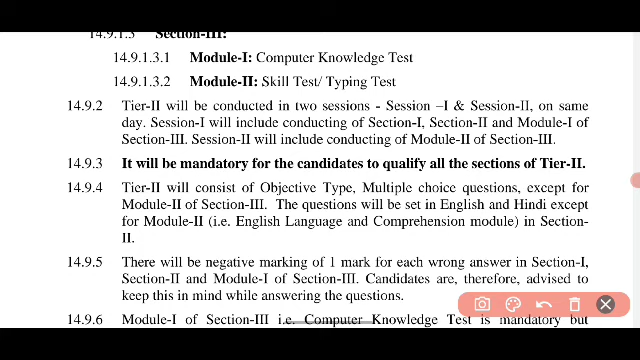 14.9.1.3 Section-III:
14.9.1.3.1 Module-I: Computer Knowledge Test
14.9.1.3.2 Module-II: Skill Test/ Typing Test
14.9.2 Tier-II will be conducted in two sessions - Session –I & Session-II, on same
day. Session-I will include conducting of Section-I, Section-II and Module-I of
Section-III. Session-II will include conducting of Module-II of Section-III.
14.9.3 It will be mandatory for the candidates to qualify all the sections of Tier-II.
14.9.4 Tier-II will consist of Objective Type, Multiple choice questions, except for
Module-II of Section-III. The questions will be set in English and Hindi except
for Module-II (i.e. English Language and Comprehension module) in Section-
II.
14.9.5 There will be negative marking of 1 mark for each wrong answer in Section-I,
Section-II and Module-I of Section-III. Candidates are, therefore, advised to
keep this in mind while answering the questions.
14.9.6 Module-I of Section-III i.e. Computer Knowledge Test is mandatory but